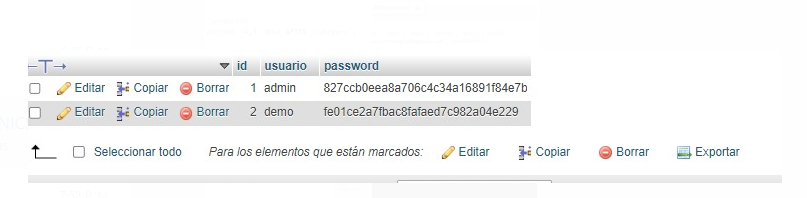 id usuario password
Editar Copiar Borrar 1 admin 827ccb0eea8a706c4c34a16891f84e7b
Editar Copiar Borrar 2 demo fe01ce2a7fbac8fafaed7c982a04e229
Seleccionar todo Para los elementos que están marcados: Editar Copiar Borrar Exportar